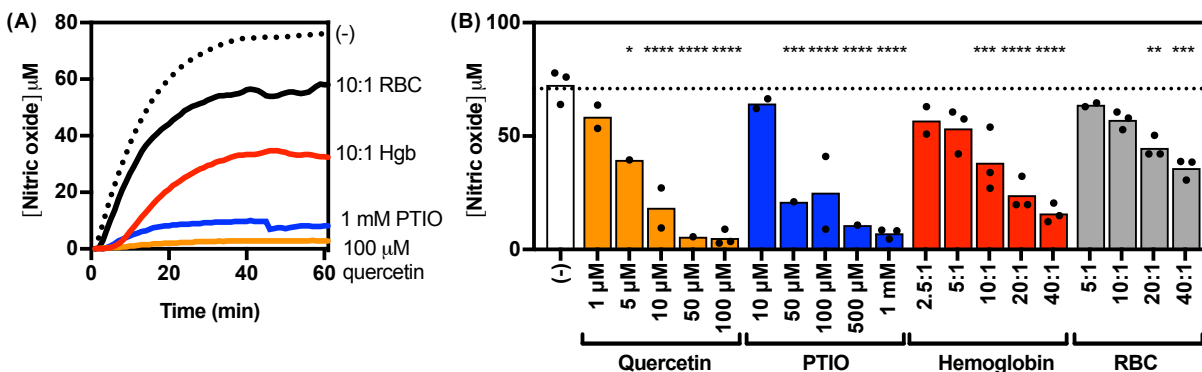 (A)
80
60
40
20
0
[Nitric oxide] μM
0
20
40
60
Time (min)
(-)
10:1 RBC
10:1 Hgb
1 mM PTIO
100 μM
quercetin
(B)
100
50
0
[Nitric oxide] μM
* **** **** **** *** **** **** **** *** **** **** ** ***
(-)
1 μM
5 μM
10 μM
50 μM
100 μM
10 μM
50 μM
100 μM
500 μM
1 mM
2.5:1
5:1
10:1
20:1
40:1
5:1
10:1
20:1
40:1
Quercetin
PTIO
Hemoglobin
RBC